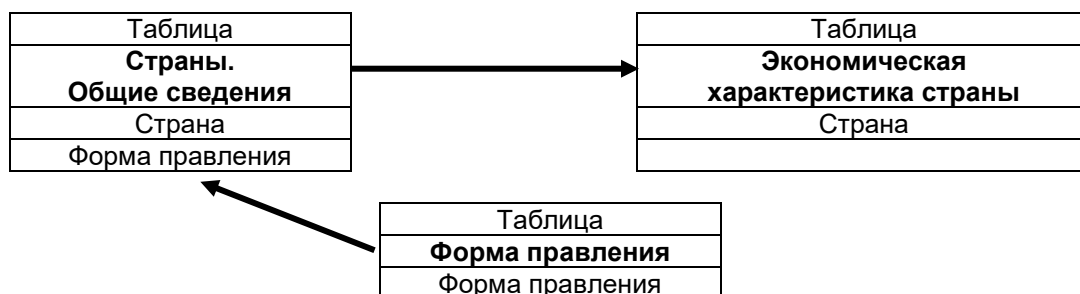 Таблица
Страны.
Общие сведения
Страна
Форма правления
Таблица
Экономическая
характеристика страны
Страна
Таблица
Форма правления
Форма правления